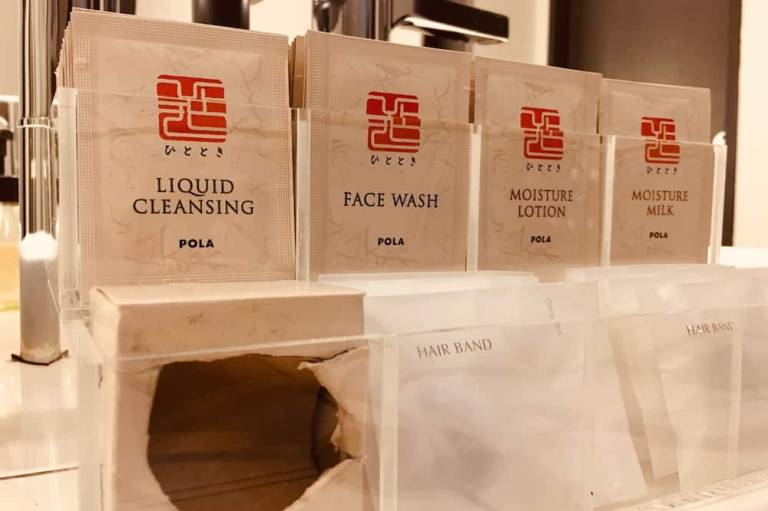 ひととき
LIQUID
CLEANSING
POLA
ひととき
FACE WASH
POLA
ひととき
MOISTURE
LOTION
POLA
ひととき
MOISTURE
MILK
POLA
HAIR BAND
HAIR BAND